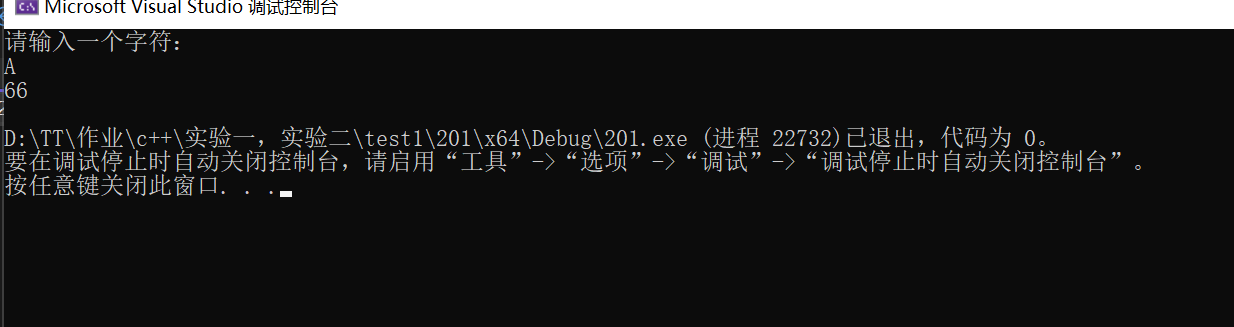 Microsoft Visual Studio 调试控制台
请输入一个字符：
A
66
D:\TT\作业\c++\实验一，实验二\test1\201\x64\Debug\201.exe (进程 22732)已退出，代码为 0。
要在调试停止时自动关闭控制台，请启用“工具”->“选项”->“调试”->“调试停止时自动关闭控制台”。
按任意键关闭此窗口. . .